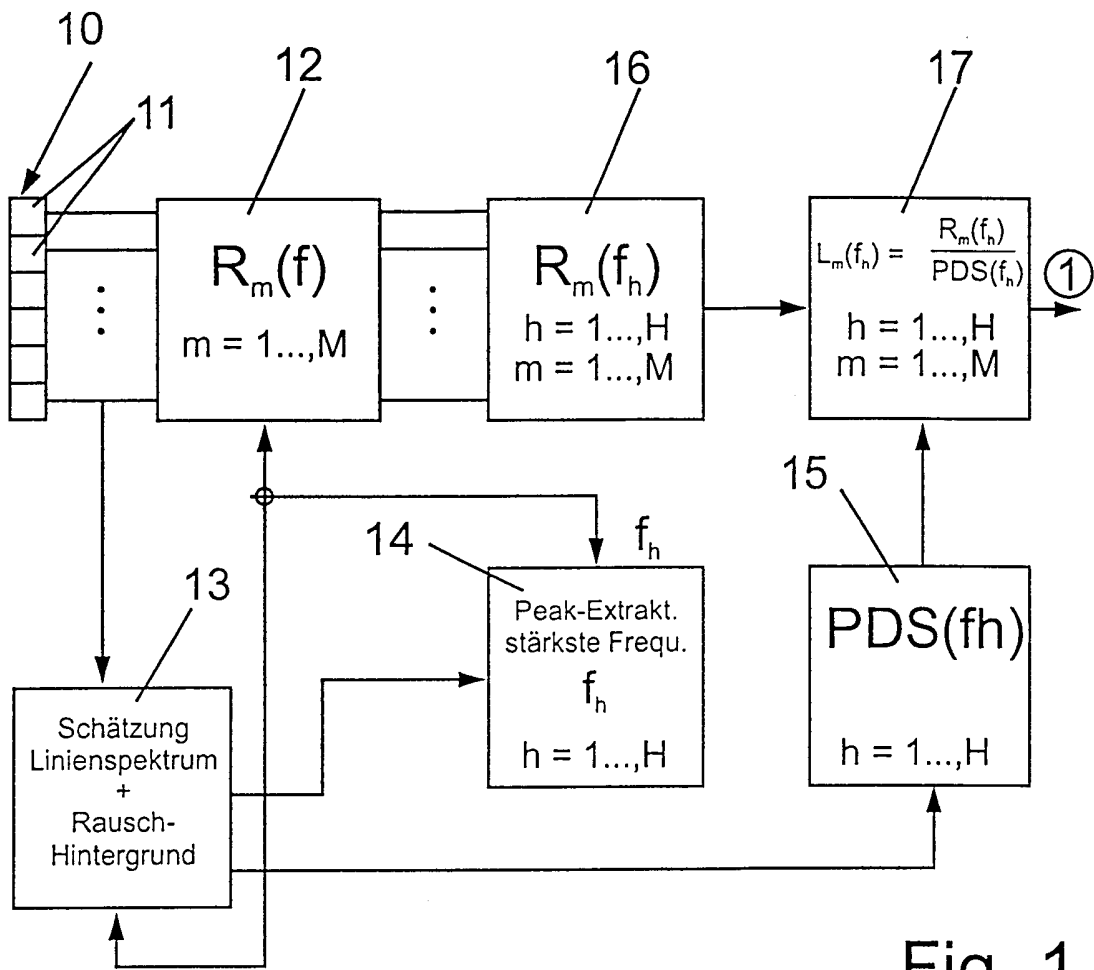 10
11
12
16
17
R_m(f)
m = 1...,M
R_m(f_h)
h = 1...,H
m = 1...,M
L_m(f_h) = R_m(f_h) / PDS(f_h)
h = 1...,H
m = 1...,M
1
13
Schätzung
Linienspektrum
+
Rausch-
Hintergrund
14
f_h
Peak-Extrakt.
stärkste Frequ.
f_h
h = 1...,H
15
PDS(fh)
h = 1...,H
Fig. 1